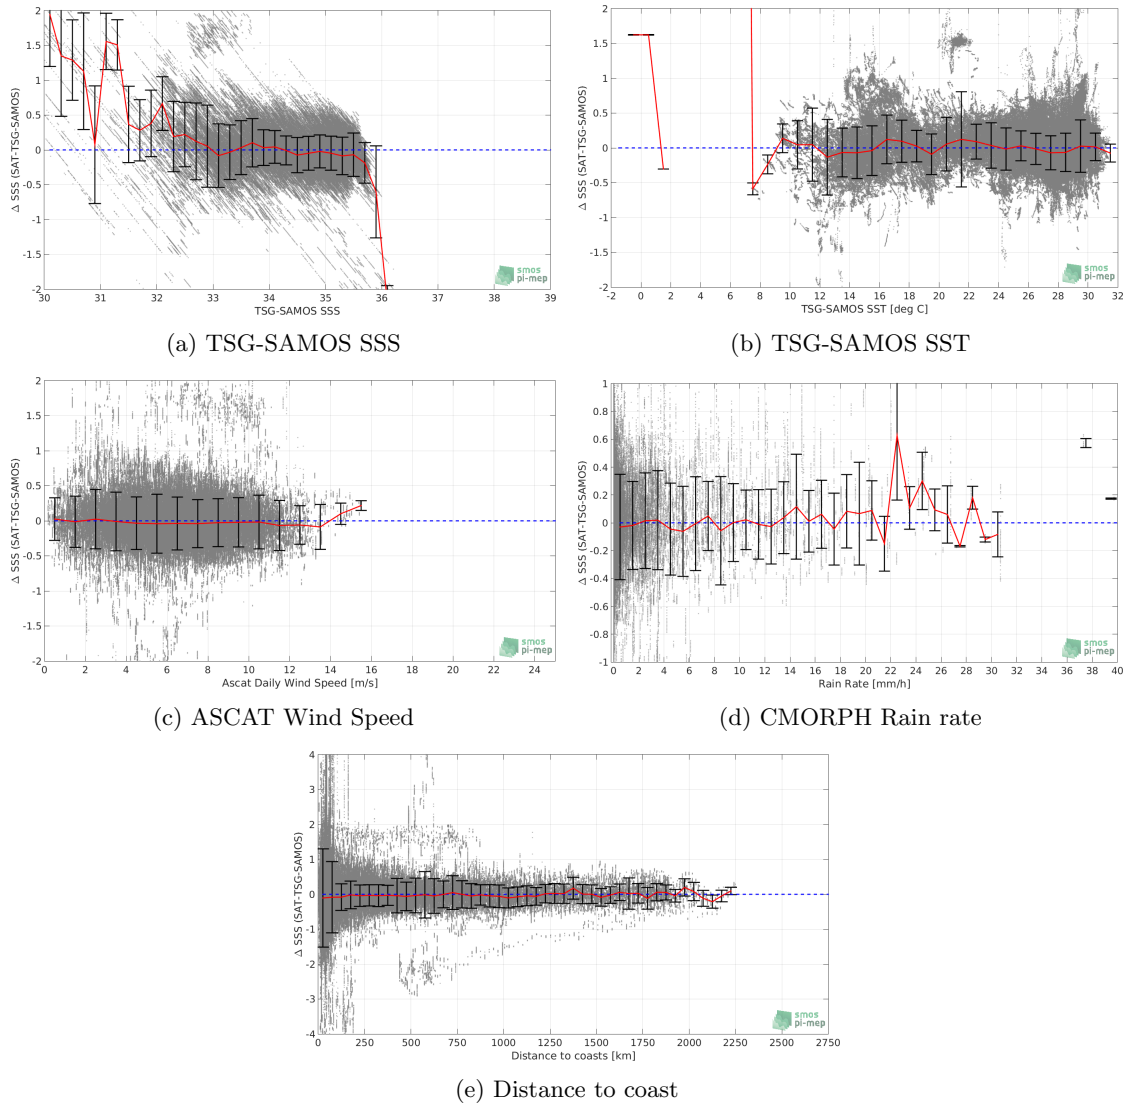 2
1.5
1
0.5
0
-0.5
-1
-1.5
-2
Δ SSS (SAT-TSG-SAMOS)
30 31 32 33 34 35 36 37 38 39
TSG-SAMOS SSS
smos
pi-mep
(a) TSG-SAMOS SSS
2
1.5
1
0.5
0
-0.5
-1
-1.5
-2
Δ SSS (SAT-TSG-SAMOS)
-2 0 2 4 6 8 10 12 14 16 18 20 22 24 26 28 30 32
TSG-SAMOS SST [deg C]
smos
pi-mep
(b) TSG-SAMOS SST
2
1.5
1
0.5
0
-0.5
-1
-1.5
-2
Δ SSS (SAT-TSG-SAMOS)
0 2 4 6 8 10 12 14 16 18 20 22 24
Ascat Daily Wind Speed [m/s]
smos
pi-mep
(c) ASCAT Wind Speed
1
0.8
0.6
0.4
0.2
0
-0.2
-0.4
-0.6
-0.8
-1
Δ SSS (SAT-TSG-SAMOS)
0 2 4 6 8 10 12 14 16 18 20 22 24 26 28 30 32 34 36 38 40
Rain Rate [mm/h]
smos
pi-mep
(d) CMORPH Rain rate
4
3
2
1
0
-1
-2
-3
-4
Δ SSS (SAT-TSG-SAMOS)
0 250 500 750 1000 1250 1500 1750 2000 2250 2500 2750
Distance to coasts [km]
smos
pi-mep
(e) Distance to coast